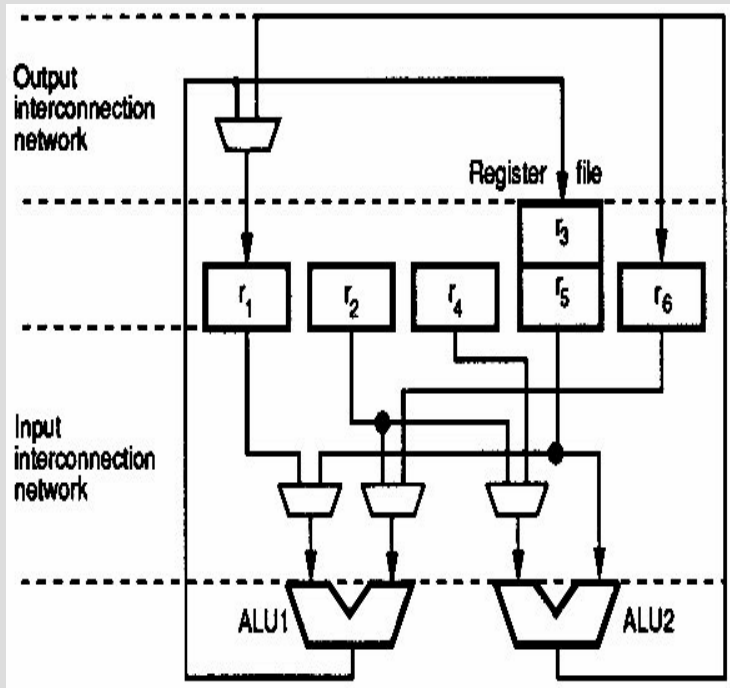 Output
interconnection
network
Register file
r3
r1
r2
r4
r5
r6
Input
interconnection
network
ALU1
ALU2